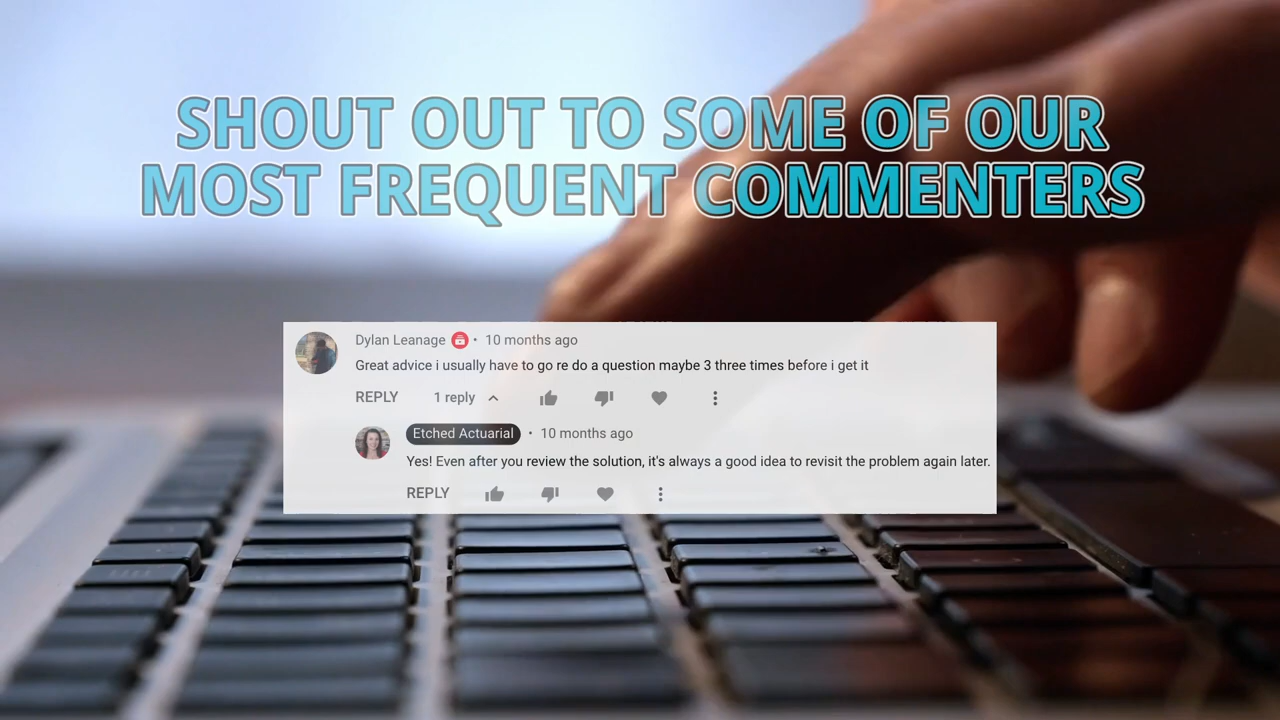 SHOUT OUT TO SOME OF OUR
MOST FREQUENT COMMENTERS
Dylan Leanage • 10 months ago
Great advice i usually have to go re do a question maybe 3 three times before i get it
REPLY 1 reply
Etched Actuarial • 10 months ago
Yes! Even after you review the solution, it's always a good idea to revisit the problem again later.
REPLY